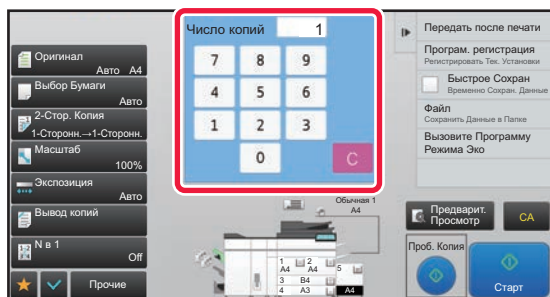 Число копий 1
7 8 9
4 5 6
1 2 3
0 C
Оригинал
Авто A4
Выбор Бумаги
Авто
2-Стор. Копия
1-Сторонн.→1-Сторонн.
Масштаб
100%
Экспозиция
Авто
Вывод копий
N в 1
Off
Прочие
Обычная 1
A4
1 A4
2 A4
3 B4
4 A3
5 A4
Передать после печати
Програм. регистрация
Регистрировать Тек. Установки
Быстрое Сохран
Временно Сохран. Данные
Файл
Сохранить Данные в Папке
Вызовите Программу
Режима Эко
Предварит.
Просмотр
CA
Проб. Копия
Старт